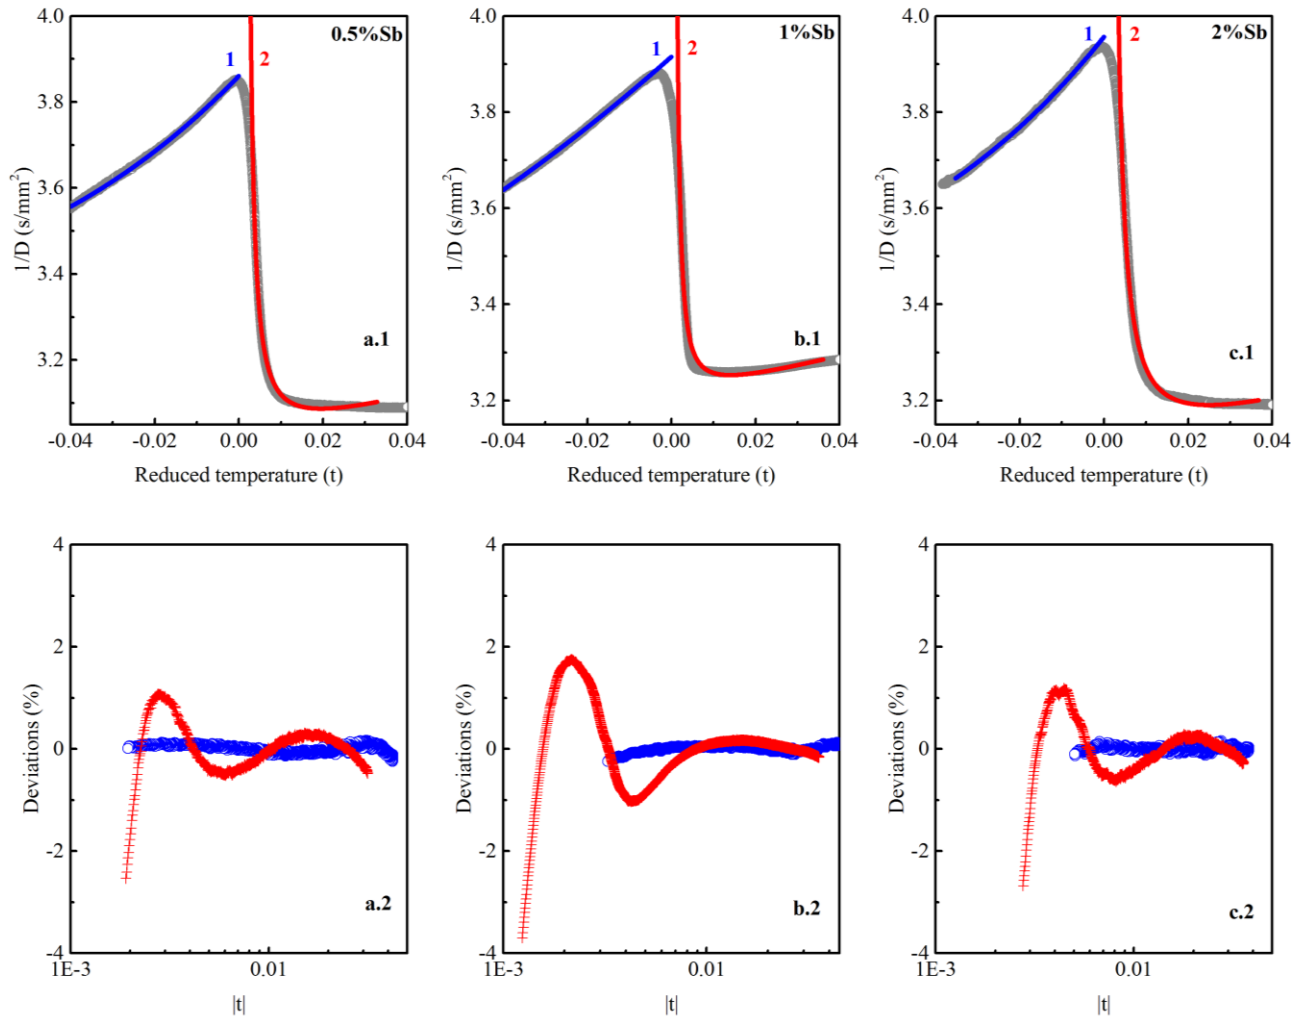 4.0
3.8
3.6
3.4
3.2
1/D (s/mm²)
0.5%Sb
1
2
a.1
-0.04
-0.02
0.00
0.02
0.04
Reduced temperature (t)
4.0
3.8
3.6
3.4
3.2
1/D (s/mm²)
1%Sb
1
2
b.1
-0.04
-0.02
0.00
0.02
0.04
Reduced temperature (t)
4.0
3.8
3.6
3.4
3.2
1/D (s/mm²)
2%Sb
1
2
c.1
-0.04
-0.02
0.00
0.02
0.04
Reduced temperature (t)
4
2
0
-2
-4
Deviations (%)
a.2
1E-3
0.01
|t|
4
2
0
-2
-4
Deviations (%)
b.2
1E-3
0.01
|t|
4
2
0
-2
-4
Deviations (%)
c.2
1E-3
0.01
|t|